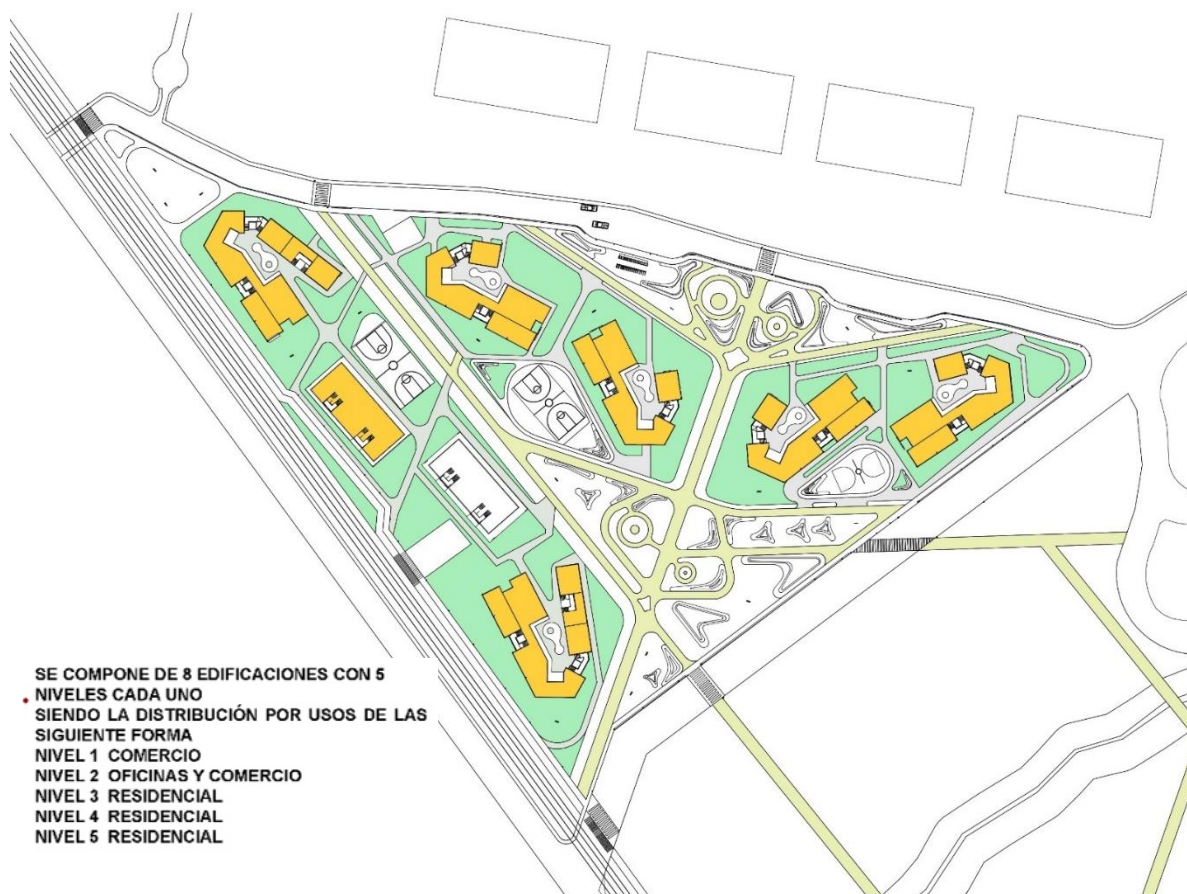 SE COMPONE DE 8 EDIFICACIONES CON 5
NIVELES CADA UNO
SIENDO LA DISTRIBUCIÓN POR USOS DE LAS
SIGUIENTE FORMA
NIVEL 1 COMERCIO
NIVEL 2 OFICINAS Y COMERCIO
NIVEL 3 RESIDENCIAL
NIVEL 4 RESIDENCIAL
NIVEL 5 RESIDENCIAL